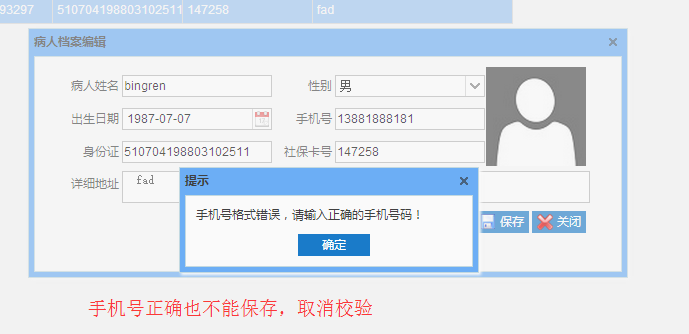 93297 510704198803102511 147258 fad
病人档案编辑
病人姓名 bingren 性别 男
出生日期 1987-07-07 手机号 13881888181
身份证 510704198803102511 社保卡号 147258
详细地址 fad
提示
手机号格式错误，请输入正确的手机号码！
保存 关闭
确定
手机号正确也不能保存，取消校验